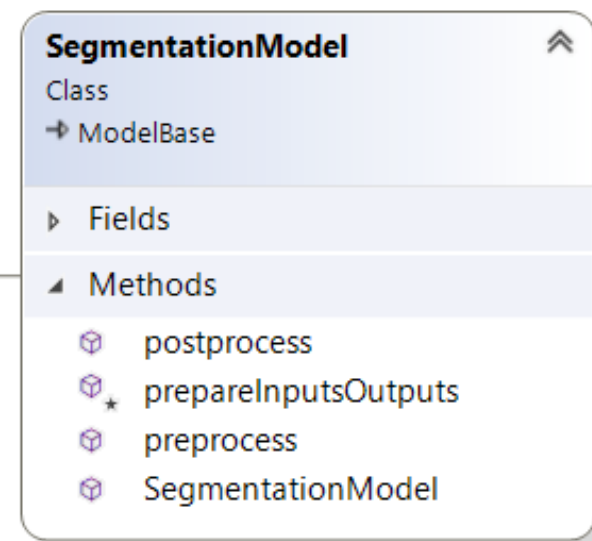 SegmentationModel
Class
ModelBase
Fields
Methods
postprocess
prepareInputsOutputs
preprocess
SegmentationModel